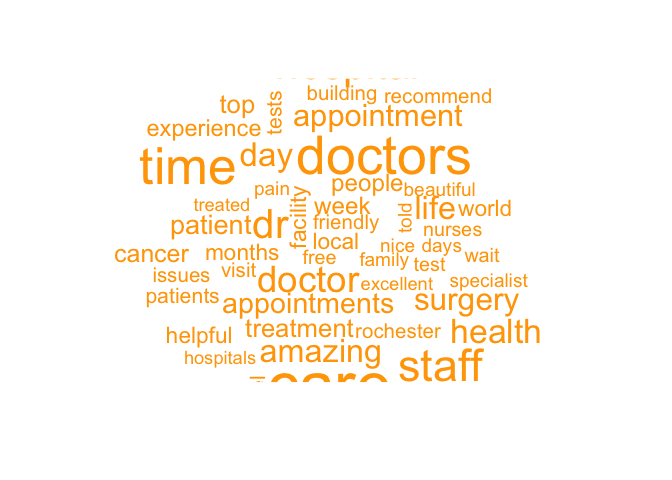 building recommend
top tests appointment
experience
time day doctors
pain people beautiful
treated facility week told life world
patient dr friendly nurses
local nice days
cancer months free family test wait
issues visit doctor excellent specialist
patients appointments surgery
helpful treatment rochester health
hospitals amazing staff
care